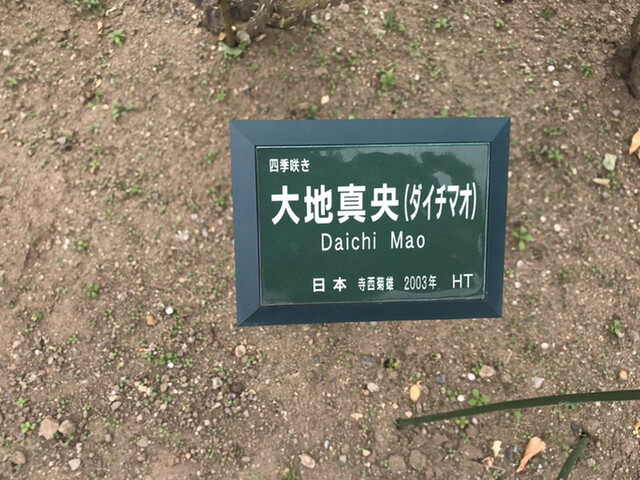 四季咲き
大地真央(ダイチマオ)
Daichi Mao
日本 寺西菊雄 2003年 HT